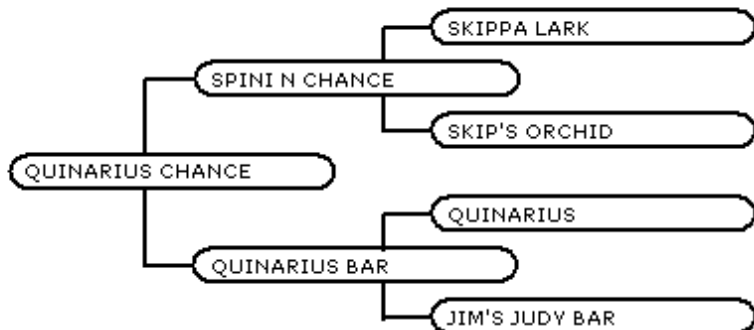 SKIPPA LARK
SPINI N CHANCE
SKIP'S ORCHID
QUINARIUS CHANCE
QUINARIUS
QUINARIUS BAR
JIM'S JUDY BAR